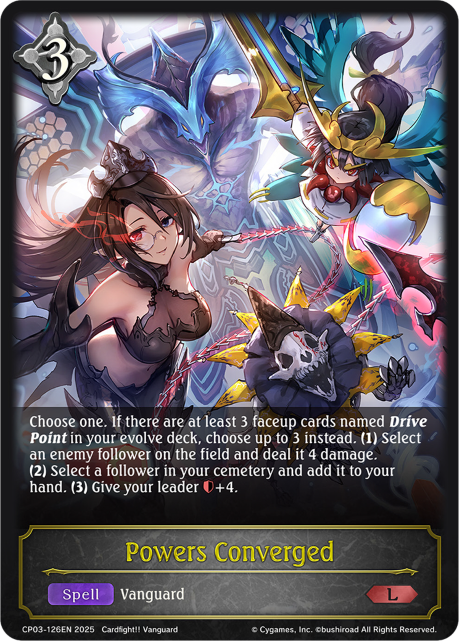 3
Choose one. If there are at least 3 faceup cards named Drive
Point in your evolve deck, choose up to 3 instead. (1) Select
an enemy follower on the field and deal it 4 damage.
(2) Select a follower in your cemetery and add it to your
hand. (3) Give your leader +4.
Powers Converged
Spell Vanguard L
CP03-126EN 2025 Cardfight!! Vanguard © Cygames, Inc. ©bushiroad All Rights Reserved.